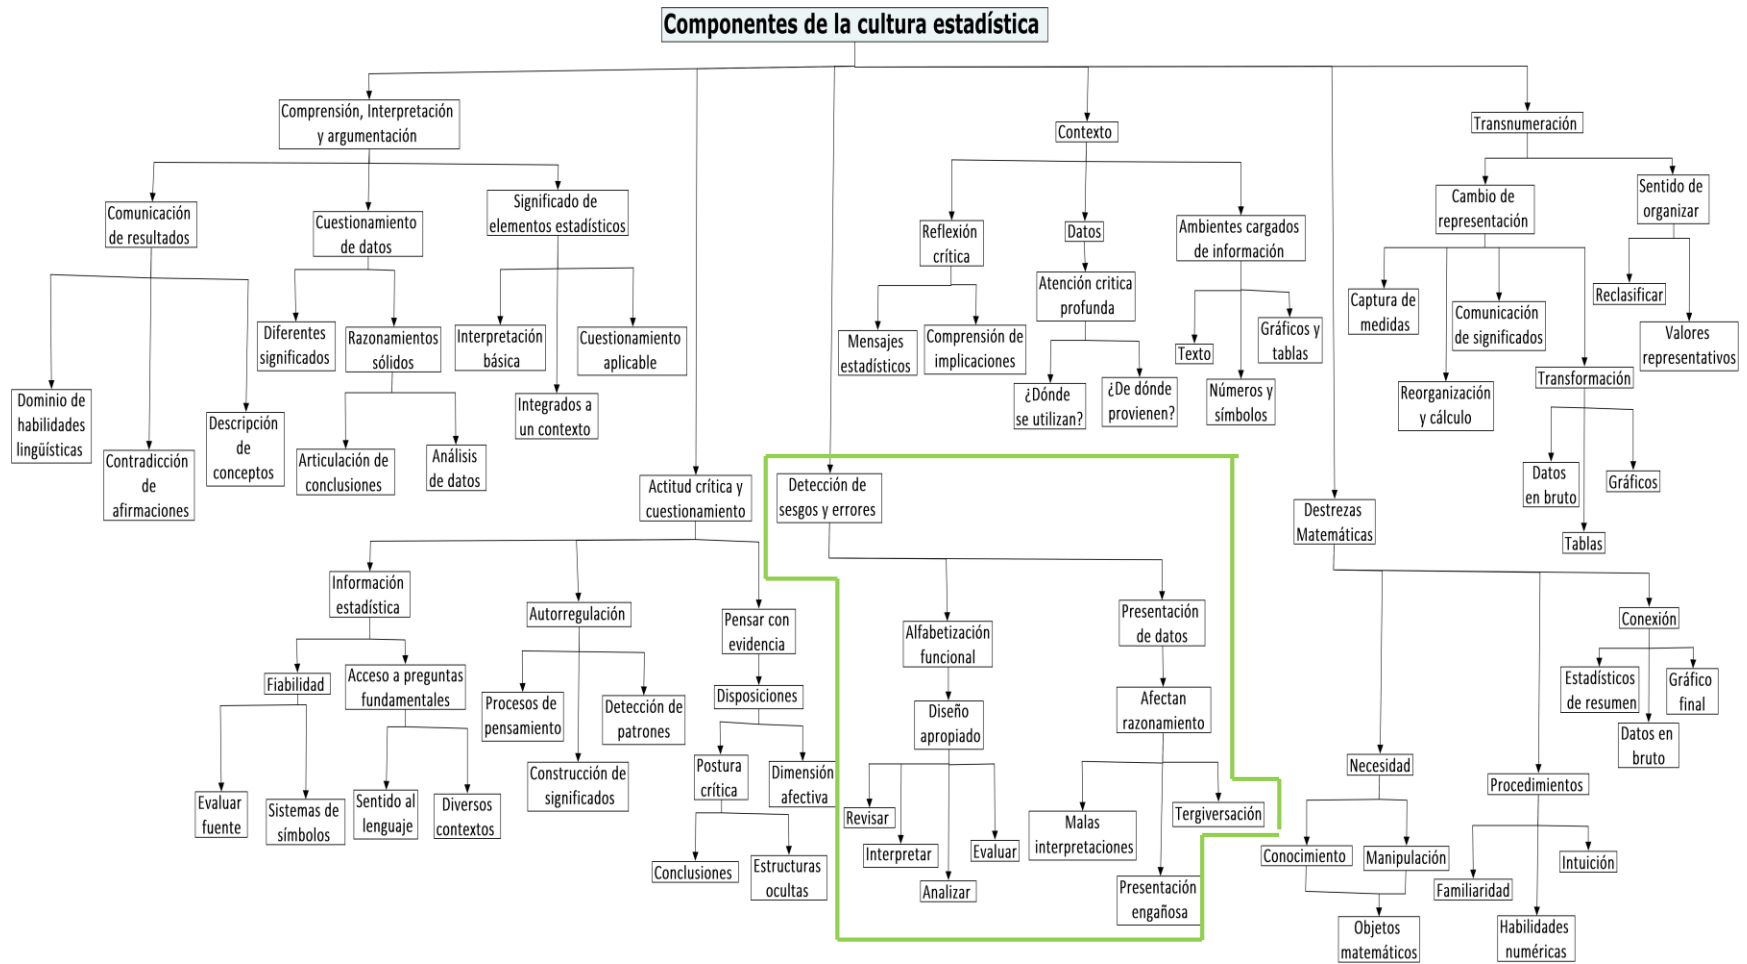 Componentes de la cultura estadística
Comprensión, Interpretación
y argumentación
Comunicación
de resultados
Dominio de
habilidades
lingüísticas
Contradicción
de
afirmaciones
Descripción
de
conceptos
Cuestionamiento
de datos
Diferentes
significados
Razonamientos
sólidos
Articulación de
conclusiones
Análisis
de datos
Significado de
elementos estadísticos
Interpretación
básica
Integrados a
un contexto
Cuestionamiento
aplicable
Actitud crítica y
cuestionamiento
Información
estadística
Fiabilidad
Evaluar
fuente
Sistemas de
símbolos
Acceso a preguntas
fundamentales
Sentido al
lenguaje
Diversos
contextos
Autorregulación
Procesos de
pensamiento
Construcción de
significados
Detección de
patrones
Pensar con
evidencia
Disposiciones
Postura
crítica
Conclusiones
Estructuras
ocultas
Dimensión
afectiva
Detección de
sesgos y errores
Alfabetización
funcional
Diseño
apropiado
Revisar
Interpretar
Analizar
Evaluar
Presentación
de datos
Afectan
razonamiento
Malas
interpretaciones
Presentación
engañosa
Tergiversación
Contexto
Reflexión
crítica
Mensajes
estadísticos
Comprensión de
implicaciones
Datos
Atención critica
profunda
¿Dónde
se utilizan?
¿De dónde
provienen?
Ambientes cargados
de información
Texto
Números y
símbolos
Gráficos y
tablas
Destrezas
Matemáticas
Necesidad
Conocimiento
Manipulación
Objetos
matemáticos
Procedimientos
Familiaridad
Habilidades
numéricas
Intuición
Conexión
Estadísticos
de resumen
Datos en
bruto
Gráfico
final
Transnumeración
Cambio de
representación
Captura de
medidas
Reorganización
y cálculo
Comunicación
de significados
Transformación
Datos
en bruto
Tablas
Gráficos
Sentido de
organizar
Reclasificar
Valores
representativos